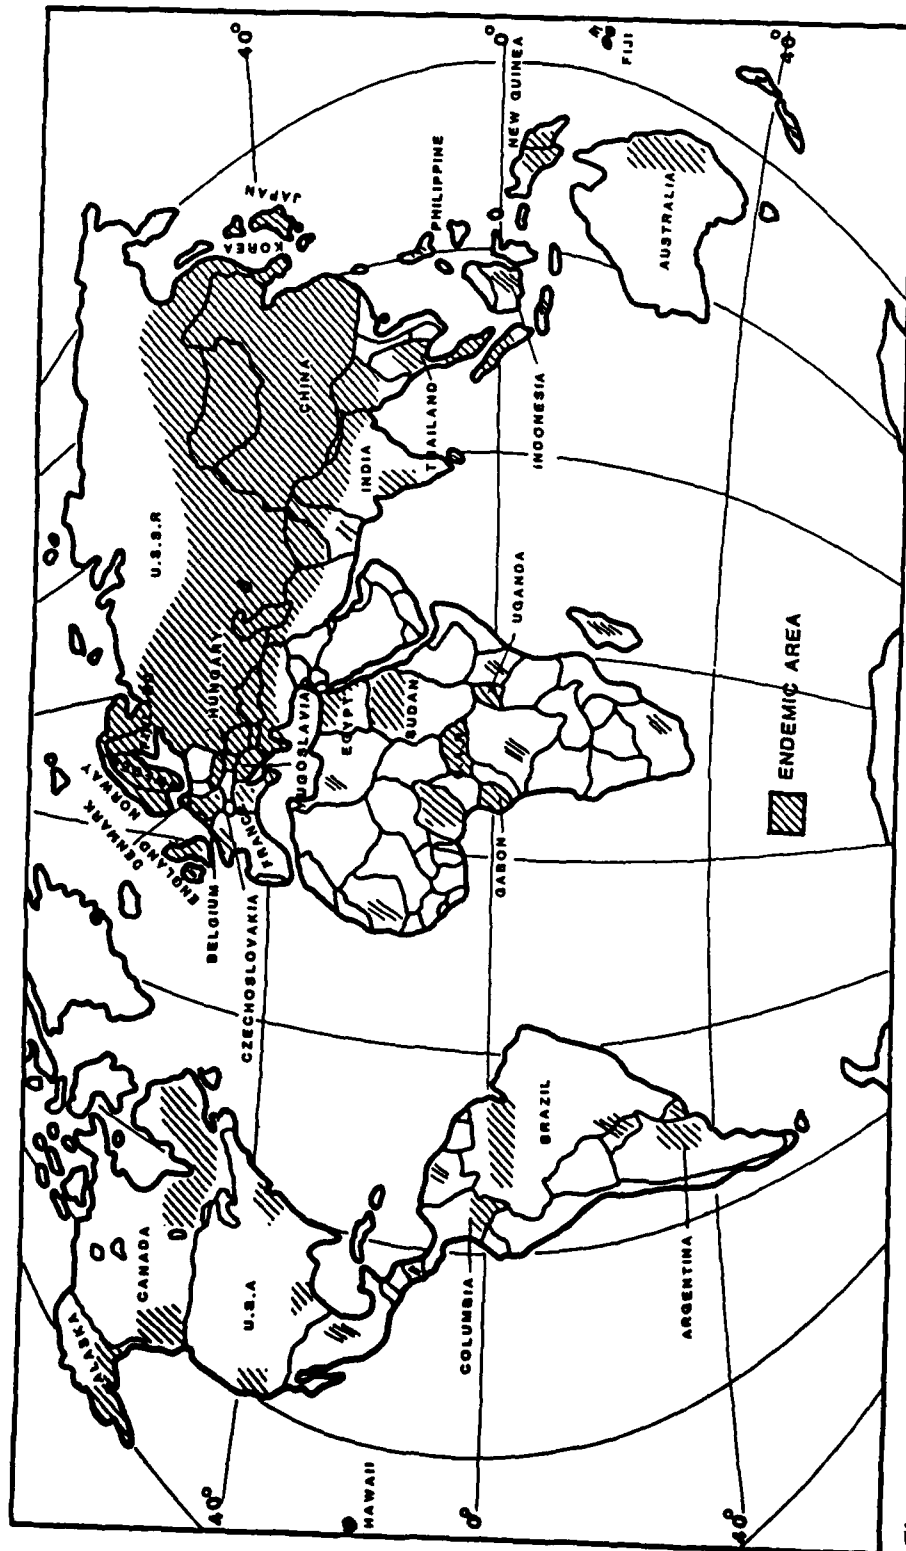 40°
0°
40°
40°
0°
40°
ALASKA
CANADA
U.S.A
HAWAII
COLUMBIA
BRAZIL
ARGENTINA
NORWAY
DENMARK
ENGLAND
BELGIUM
CZECHOSLOVAKIA
FRANCE
HUNGARY
YUGOSLAVIA
EGYPT
SUDAN
GABON
UGANDA
U.S.S.R
CHINA
INDIA
THAILAND
INDONESIA
KOREA
JAPAN
PHILIPPINE
NEW GUINEA
FIJI
AUSTRALIA
ENDEMIC AREA